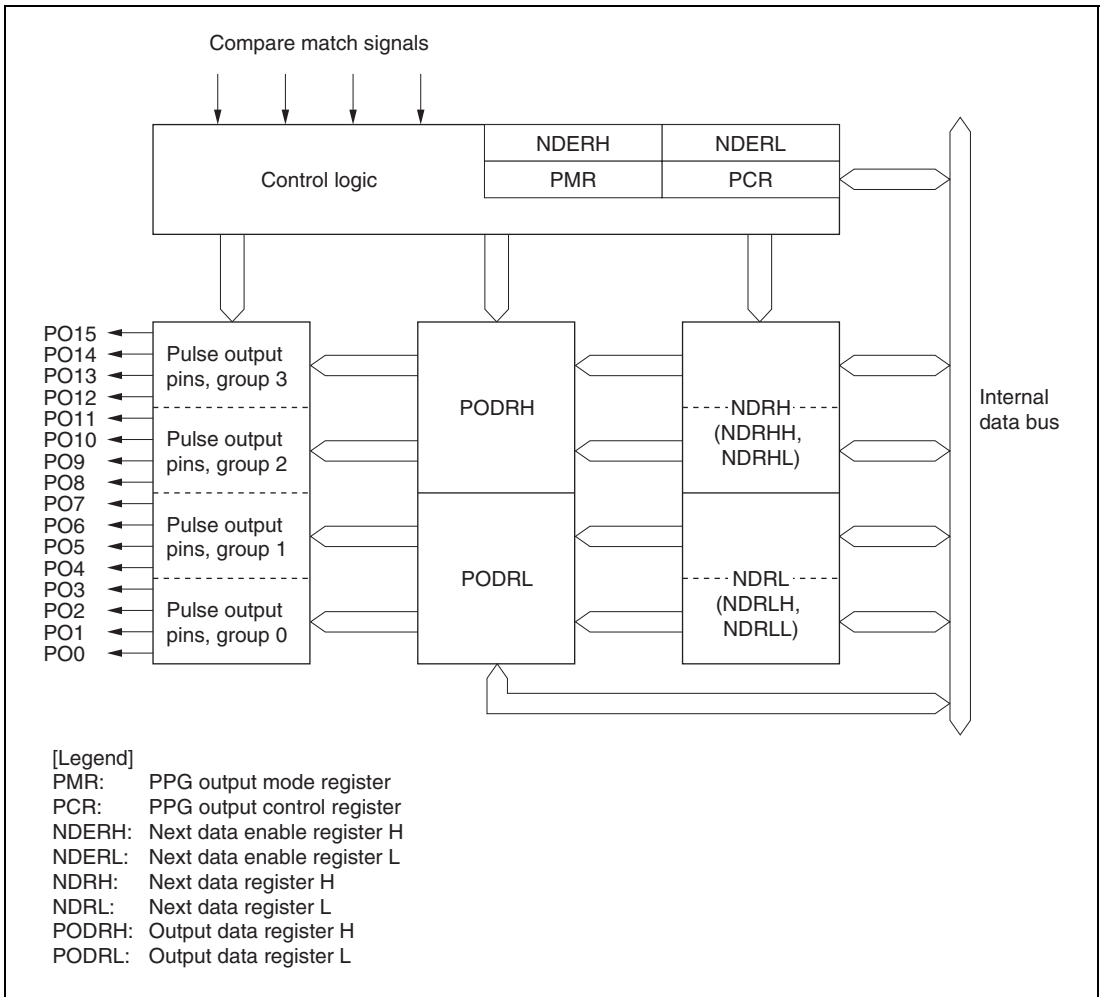 Compare match signals
Control logic
NDERH
NDERL
PMR
PCR
PO15
PO14
PO13
PO12
PO11
PO10
PO9
PO8
PO7
PO6
PO5
PO4
PO3
PO2
PO1
PO0
Pulse output
pins, group 3
Pulse output
pins, group 2
Pulse output
pins, group 1
Pulse output
pins, group 0
PODRH
PODRL
NDRH
(NDRHH,
NDRHL)
NDRL
(NDRLH,
NDRLL)
Internal
data bus
[Legend]
PMR: PPG output mode register
PCR: PPG output control register
NDERH: Next data enable register H
NDERL: Next data enable register L
NDRH: Next data register H
NDRL: Next data register L
PODRH: Output data register H
PODRL: Output data register L